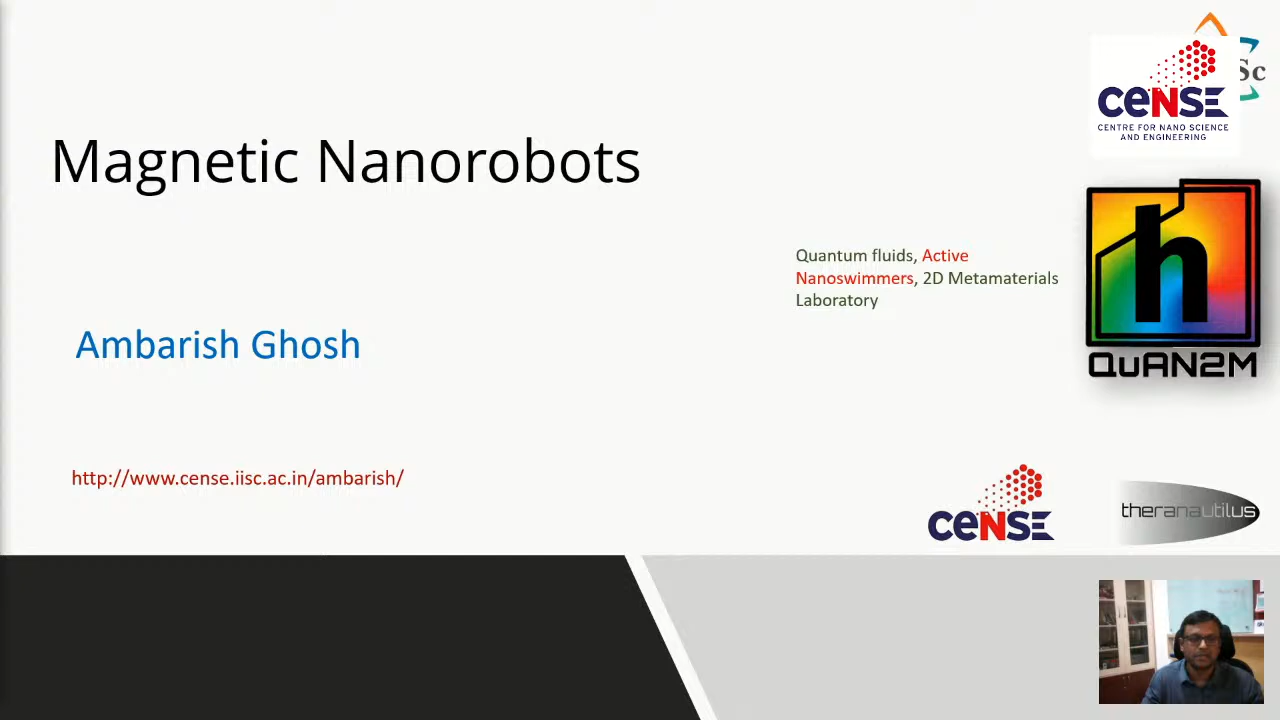 Sc
CeNSE
CENTRE FOR NANO SCIENCE
AND ENGINEERING
Magnetic Nanorobots
Quantum fluids, Active
Nanoswimmers, 2D Metamaterials
Laboratory
h
QuAN2M
Ambarish Ghosh
http://www.cense.iisc.ac.in/ambarish/
CeNSE
theranautilus